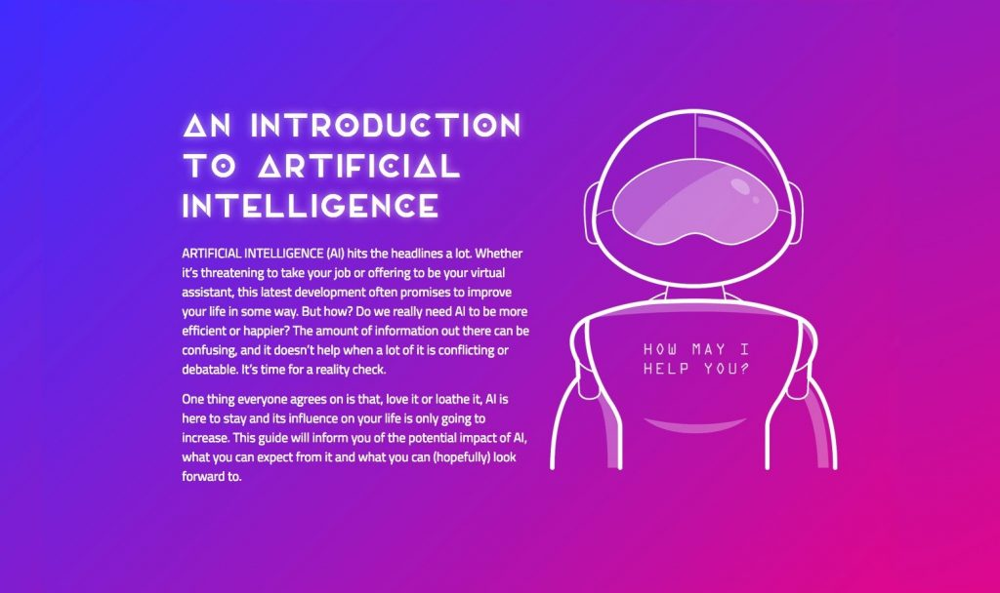 AN INTRODUCTION
TO ARTIFICIAL
INTELLIGENCE
ARTIFICIAL INTELLIGENCE (AI) hits the headlines a lot. Whether
it's threatening to take your job or offering to be your virtual
assistant, this latest development often promises to improve
your life in some way. But how? Do we really need AI to be more
efficient or happier? The amount of information out there can be
confusing, and it doesn't help when a lot of it is conflicting or
debatable. It's time for a reality check.
One thing everyone agrees on is that, love it or loathe it, AI is
here to stay and its influence on your life is only going to
increase. This guide will inform you of the potential impact of AI,
what you can expect from it and what you can (hopefully) look
forward to.
HOW MAY I
HELP YOU?